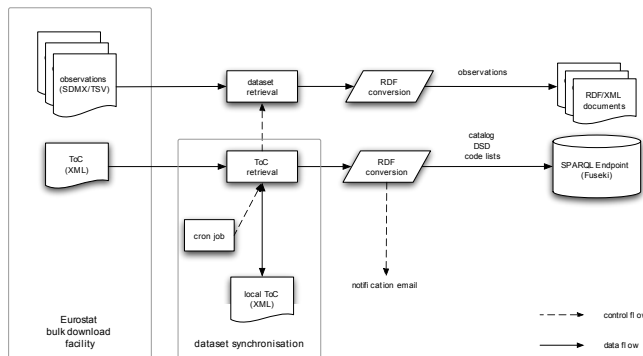 observations
(SDMX/TSV)
dataset
retrieval
RDF
conversion
observations
RDF/XML
documents
ToC
(XML)
ToC
retrieval
RDF
conversion
catalog
DSD
code lists
SPARQL Endpoint
(Fuseki)
cron job
local ToC
(XML)
notification email
Eurostat
bulk download
facility
dataset synchronisation
control flow
data flow